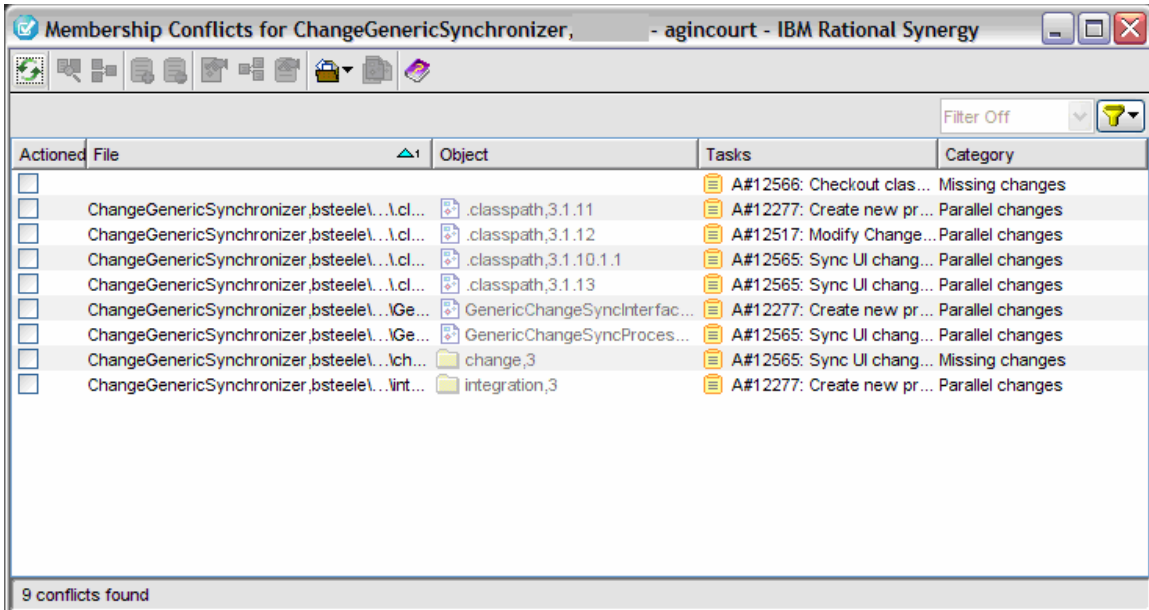 Membership Conflicts for ChangeGenericSynchronizer, - agincourt - IBM Rational Synergy
Filter Off
Actioned File 1 Object Tasks Category
A#12566: Checkout clas... Missing changes
ChangeGenericSynchronizer,bsteele\...\.cl... .classpath,3.1.11 A#12277: Create new pr... Parallel changes
ChangeGenericSynchronizer,bsteele\...\.cl... .classpath,3.1.12 A#12517: Modify Change... Parallel changes
ChangeGenericSynchronizer,bsteele\...\.cl... .classpath,3.1.10.1.1 A#12565: Sync UI chang... Parallel changes
ChangeGenericSynchronizer,bsteele\...\.cl... .classpath,3.1.13 A#12565: Sync UI chang... Parallel changes
ChangeGenericSynchronizer,bsteele\...\Ge... GenericChangeSyncInterfac... A#12277: Create new pr... Parallel changes
ChangeGenericSynchronizer,bsteele\...\Ge... GenericChangeSyncProces... A#12565: Sync UI chang... Parallel changes
ChangeGenericSynchronizer,bsteele\...\ch... change,3 A#12565: Sync UI chang... Missing changes
ChangeGenericSynchronizer,bsteele\...\int... integration,3 A#12277: Create new pr... Parallel changes
9 conflicts found